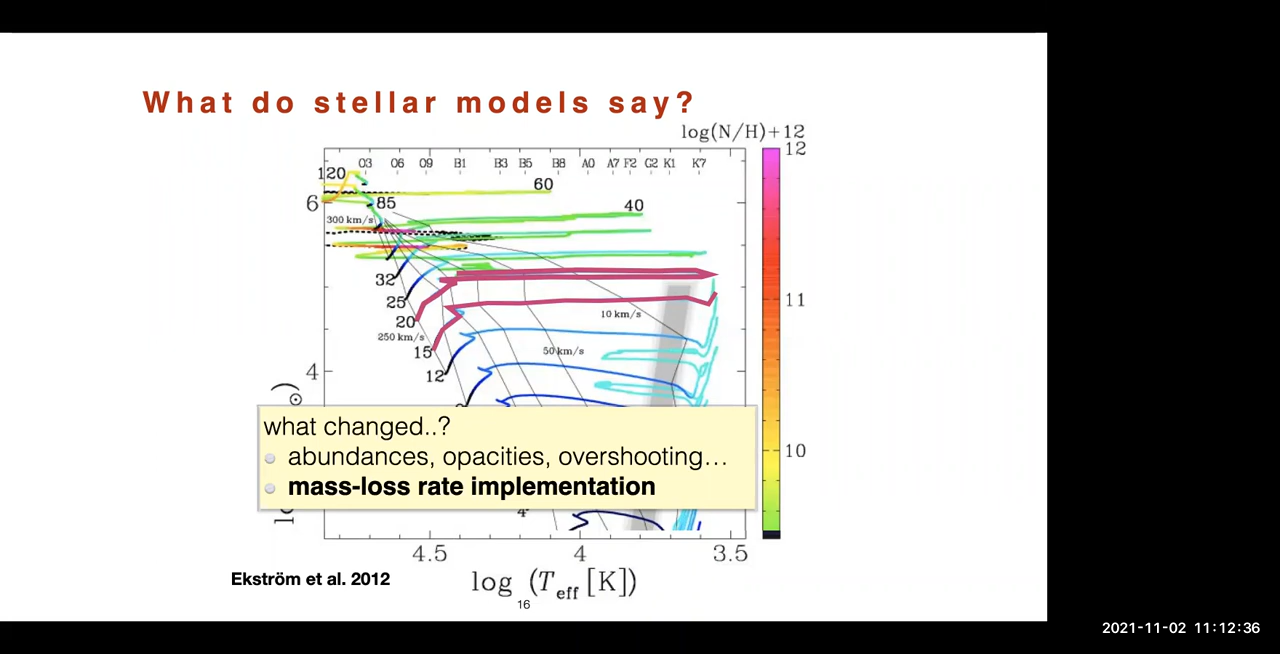 What do stellar models say?
log(N/H)+12
O3 O6 O9 B1 B3 B5 B8 A0 A7 F2 G2 K1 K7
12
120
60
85
6
40
300 km/s
32
25
11
20
10 km/s
250 km/s
15
50 km/s
4
12
what changed..?
abundances, opacities, overshooting…
10
mass-loss rate implementation
4.5 4 3.5
Ekström et al. 2012
log (Teff [K])
16
2021-11-02 11:12:36